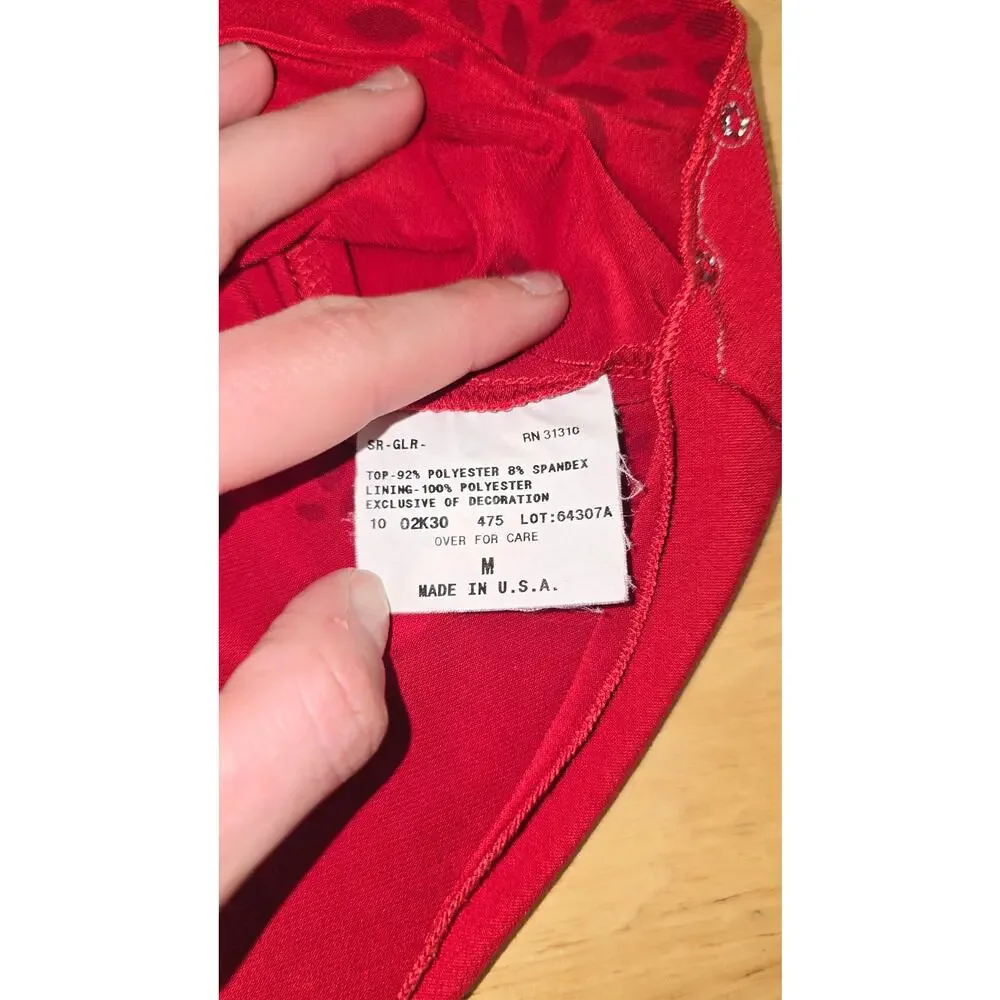 SR-GLR- RN 31310
TOP-92% POLYESTER 8% SPANDEX
LINING-100% POLYESTER
EXCLUSIVE OF DECORATION
10 02K30 475 LOT:64307A
OVER FOR CARE
M
MADE IN U.S.A.